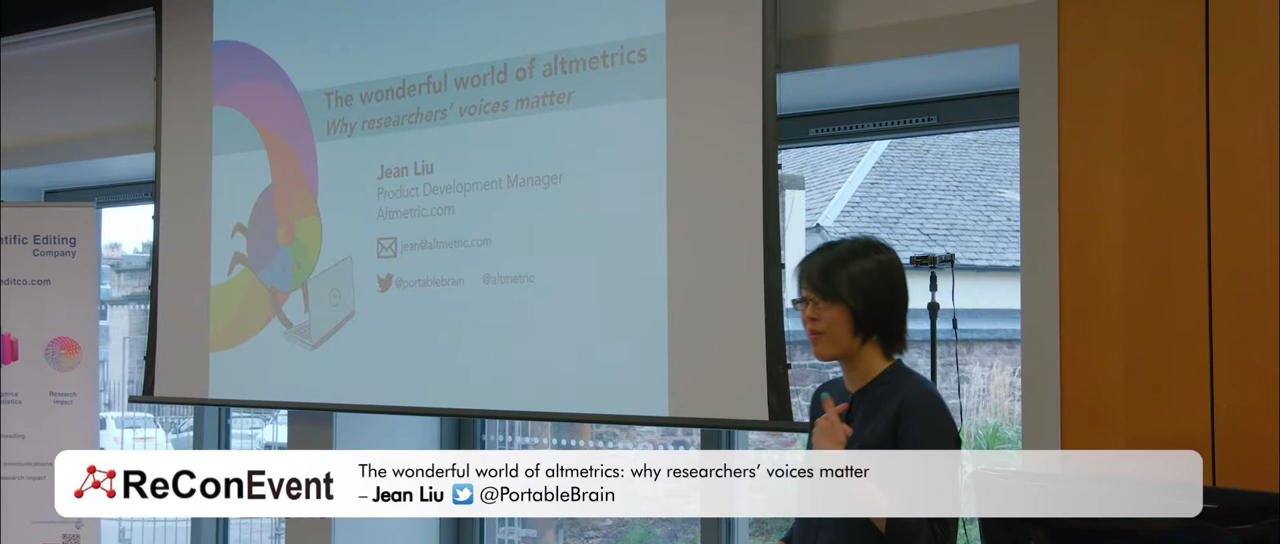 The wonderful world of altmetrics
Why researchers' voices matter
Jean Liu
Product Development Manager
Altmetric.com
jean@altmetric.com
@portablebrain @altmetric
ntific Editing
Company
editco.com
Research
Impact
ReConEvent
The wonderful world of altmetrics: why researchers' voices matter
– Jean Liu @PortableBrain